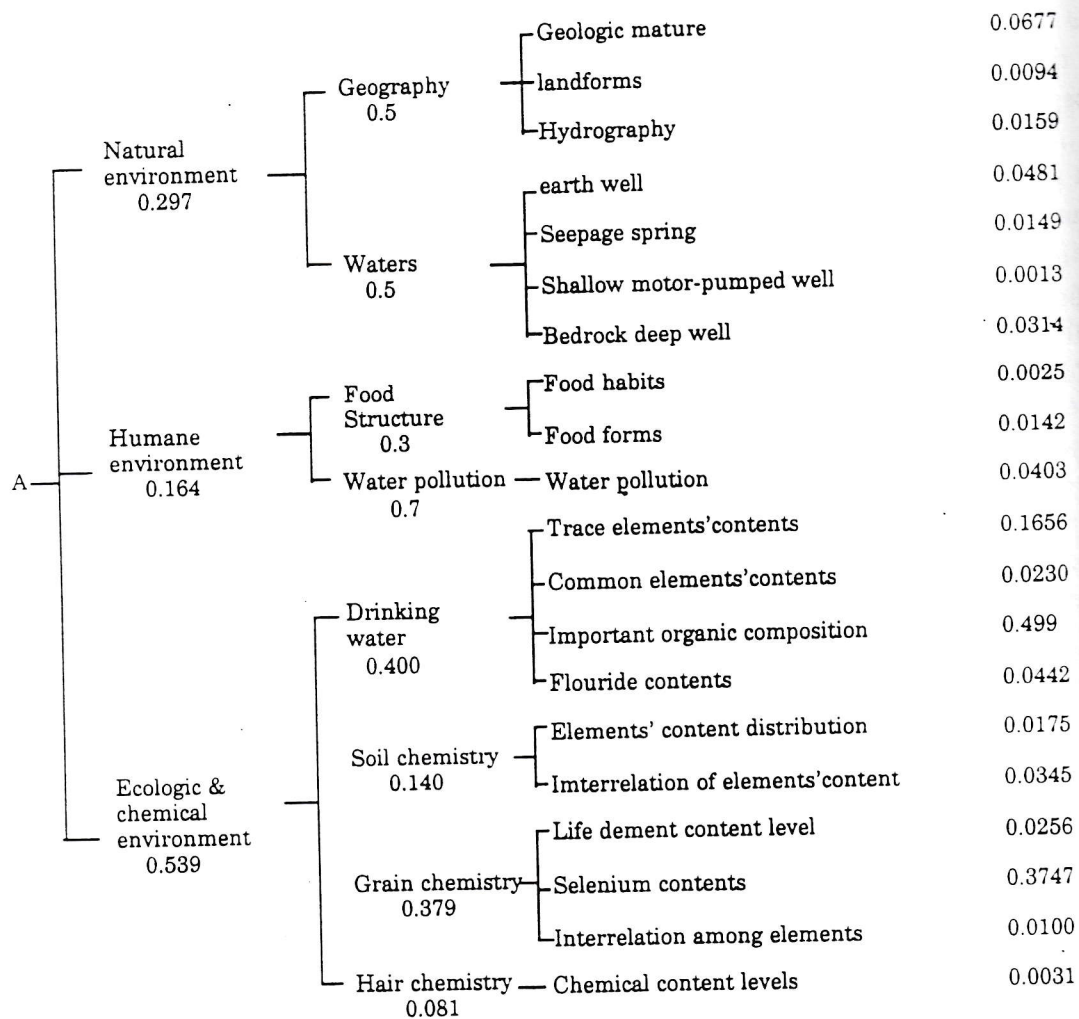 Geologic mature 0.0677
Geography
0.5
landforms 0.0094
Hydrography 0.0159
Natural
environment
0.297
earth well 0.0481
Seepage spring 0.0149
Waters
0.5
Shallow motor-pumped well 0.0013
Bedrock deep well 0.0314
Food habits 0.0025
Food
Structure
0.3
Food forms 0.0142
Humane
environment
0.164
A
Water pollution
0.7
Water pollution 0.0403
Trace elements'contents 0.1656
Common elements'contents 0.0230
Drinking
water
0.400
Important organic composition 0.499
Flouride contents 0.0442
Elements' content distribution 0.0175
Soil chemistry
0.140
Imterrelation of elements'content 0.0345
Ecologic &
chemical
environment
0.539
Life dement content level 0.0256
Grain chemistry
0.379
Selenium contents 0.3747
Interrelation among elements 0.0100
Hair chemistry
0.081
Chemical content levels 0.0031